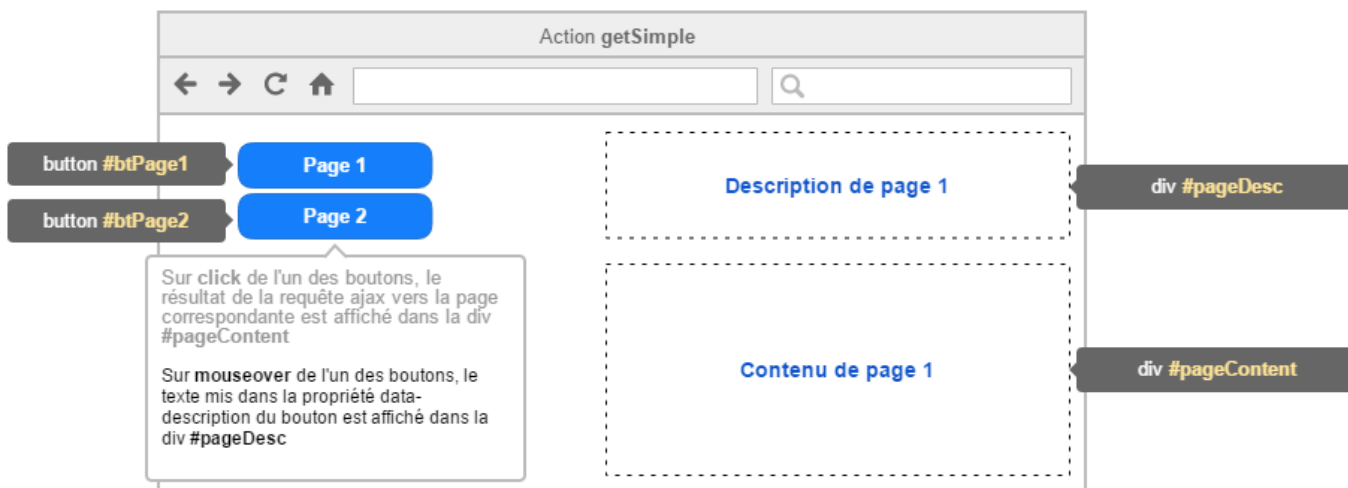 Action getSimple
button #btPage1
Page 1
button #btPage2
Page 2
Sur click de l'un des boutons, le
résultat de la requête ajax vers la page
correspondante est affiché dans la div
#pageContent
Sur mouseover de l'un des boutons, le
texte mis dans la propriété data-
description du bouton est affiché dans la
div #pageDesc
Description de page 1
div #pageDesc
Contenu de page 1
div #pageContent